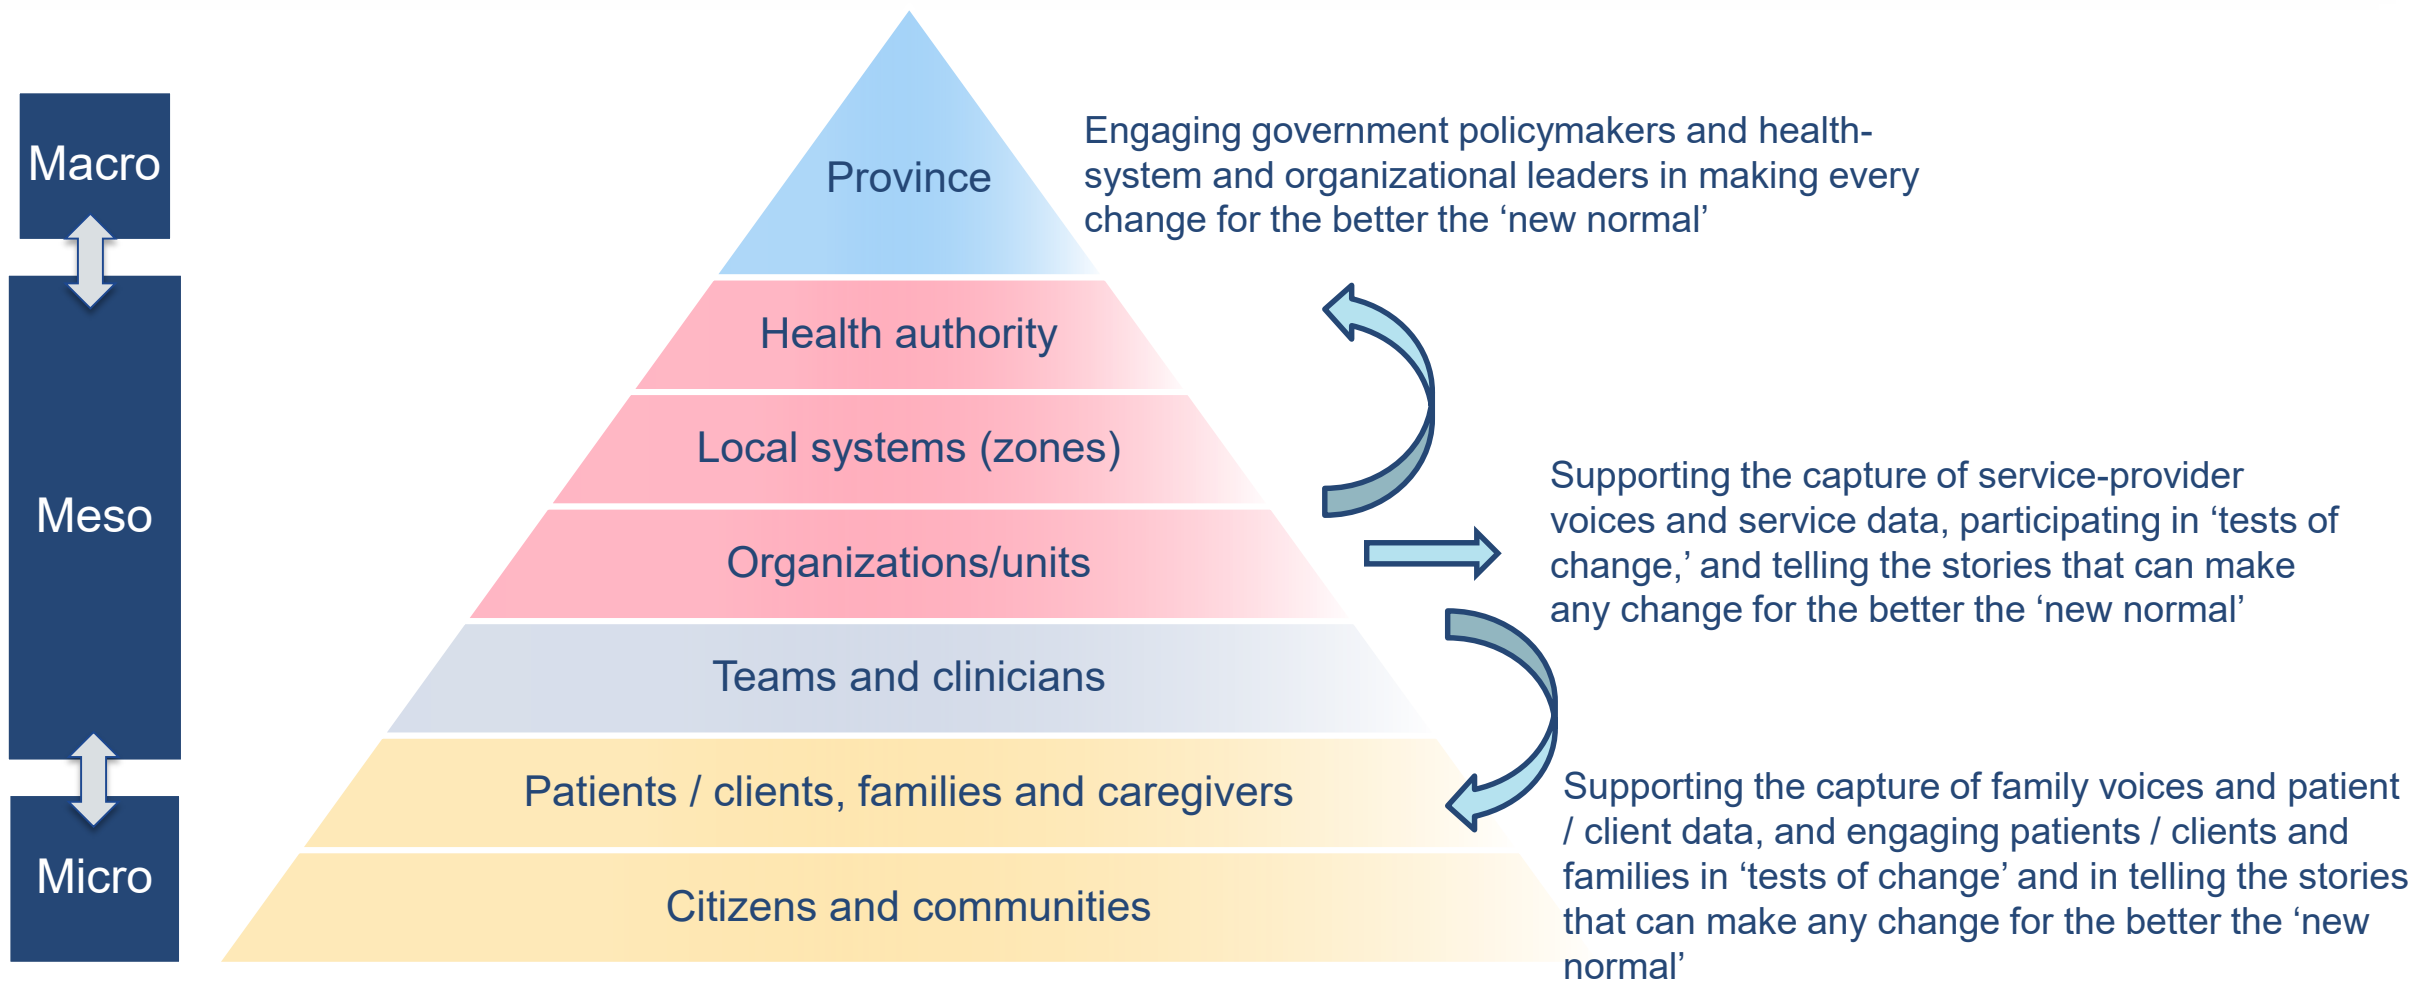 Macro
Meso
Micro
Province
Health authority
Local systems (zones)
Organizations/units
Teams and clinicians
Patients / clients, families and caregivers
Citizens and communities
Engaging government policymakers and health-
system and organizational leaders in making every
change for the better the ‘new normal’
Supporting the capture of service-provider
voices and service data, participating in ‘tests of
change,’ and telling the stories that can make
any change for the better the ‘new normal’
Supporting the capture of family voices and patient
/ client data, and engaging patients / clients and
families in ‘tests of change’ and in telling the stories
that can make any change for the better the ‘new
normal’